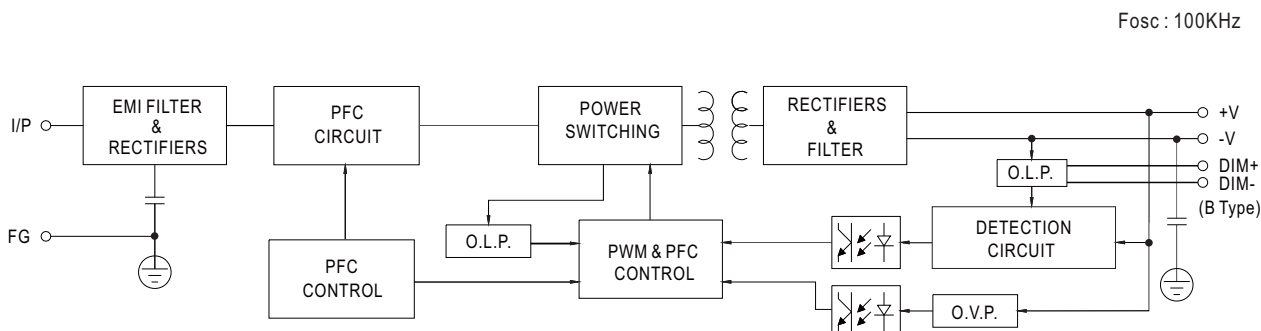 Fosc : 100KHz
I/P
EMI FILTER
&
RECTIFIERS
PFC
CIRCUIT
POWER
SWITCHING
RECTIFIERS
&
FILTER
+V
-V
DIM+
DIM-
(B Type)
O.L.P.
FG
O.L.P.
PFC
CONTROL
PWM & PFC
CONTROL
DETECTION
CIRCUIT
O.V.P.